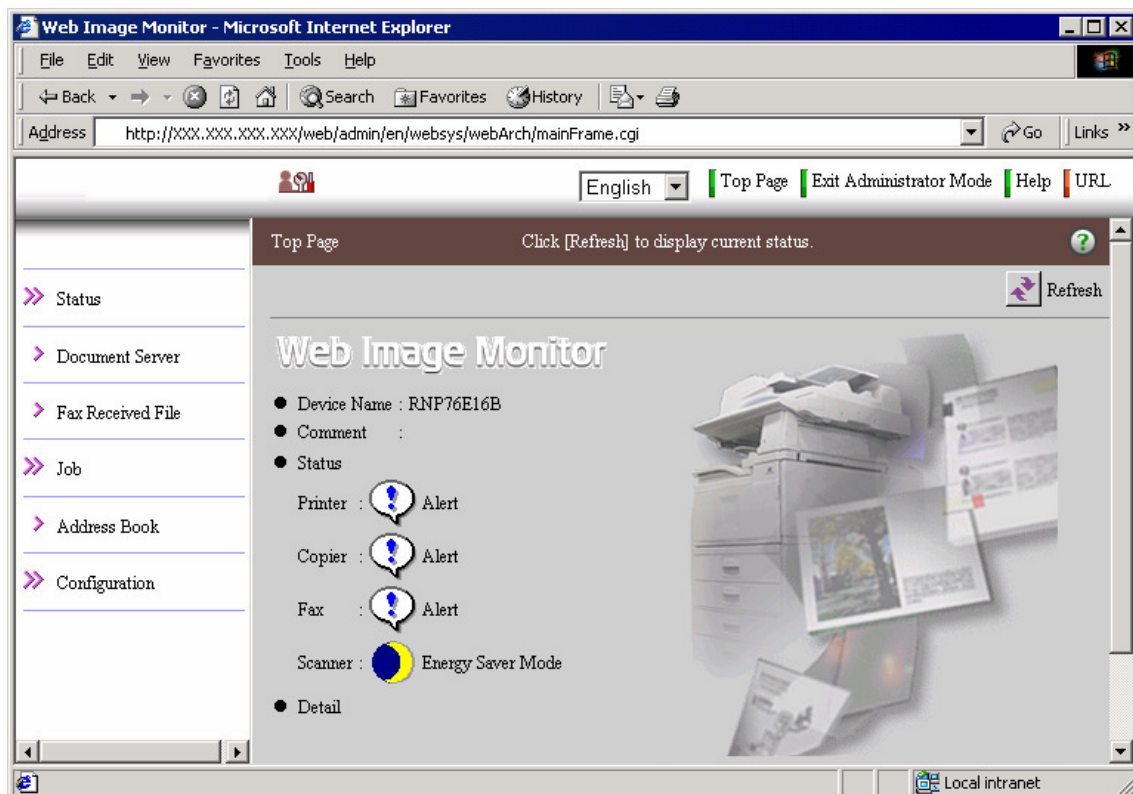 Web Image Monitor - Microsoft Internet Explorer
File Edit View Favorites Tools Help
Back Search Favorites History
Address http://XXX.XXX.XXX.XXX/web/admin/en/websys/webArch/mainFrame.cgi Go Links »
English Top Page Exit Administrator Mode Help URL
Top Page Click [Refresh] to display current status. ?
Refresh
Status
Document Server
Fax Received File
Job
Address Book
Configuration
Web Image Monitor
Device Name : RNP76E16B
Comment :
Status
Printer : Alert
Copier : Alert
Fax : Alert
Scanner : Energy Saver Mode
Detail
Local intranet